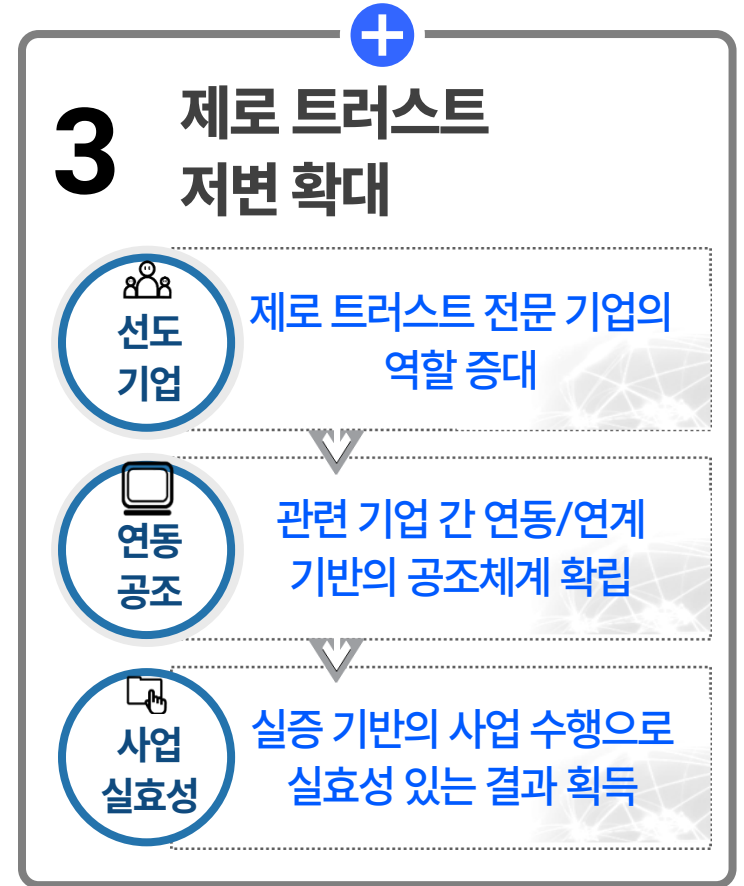 3
제로 트러스트
저변 확대
선도
기업
제로 트러스트 전문 기업의
역할 증대
연동
공조
관련 기업 간 연동/연계
기반의 공조체계 확립
사업
실효성
실증 기반의 사업 수행으로
실효성 있는 결과 획득